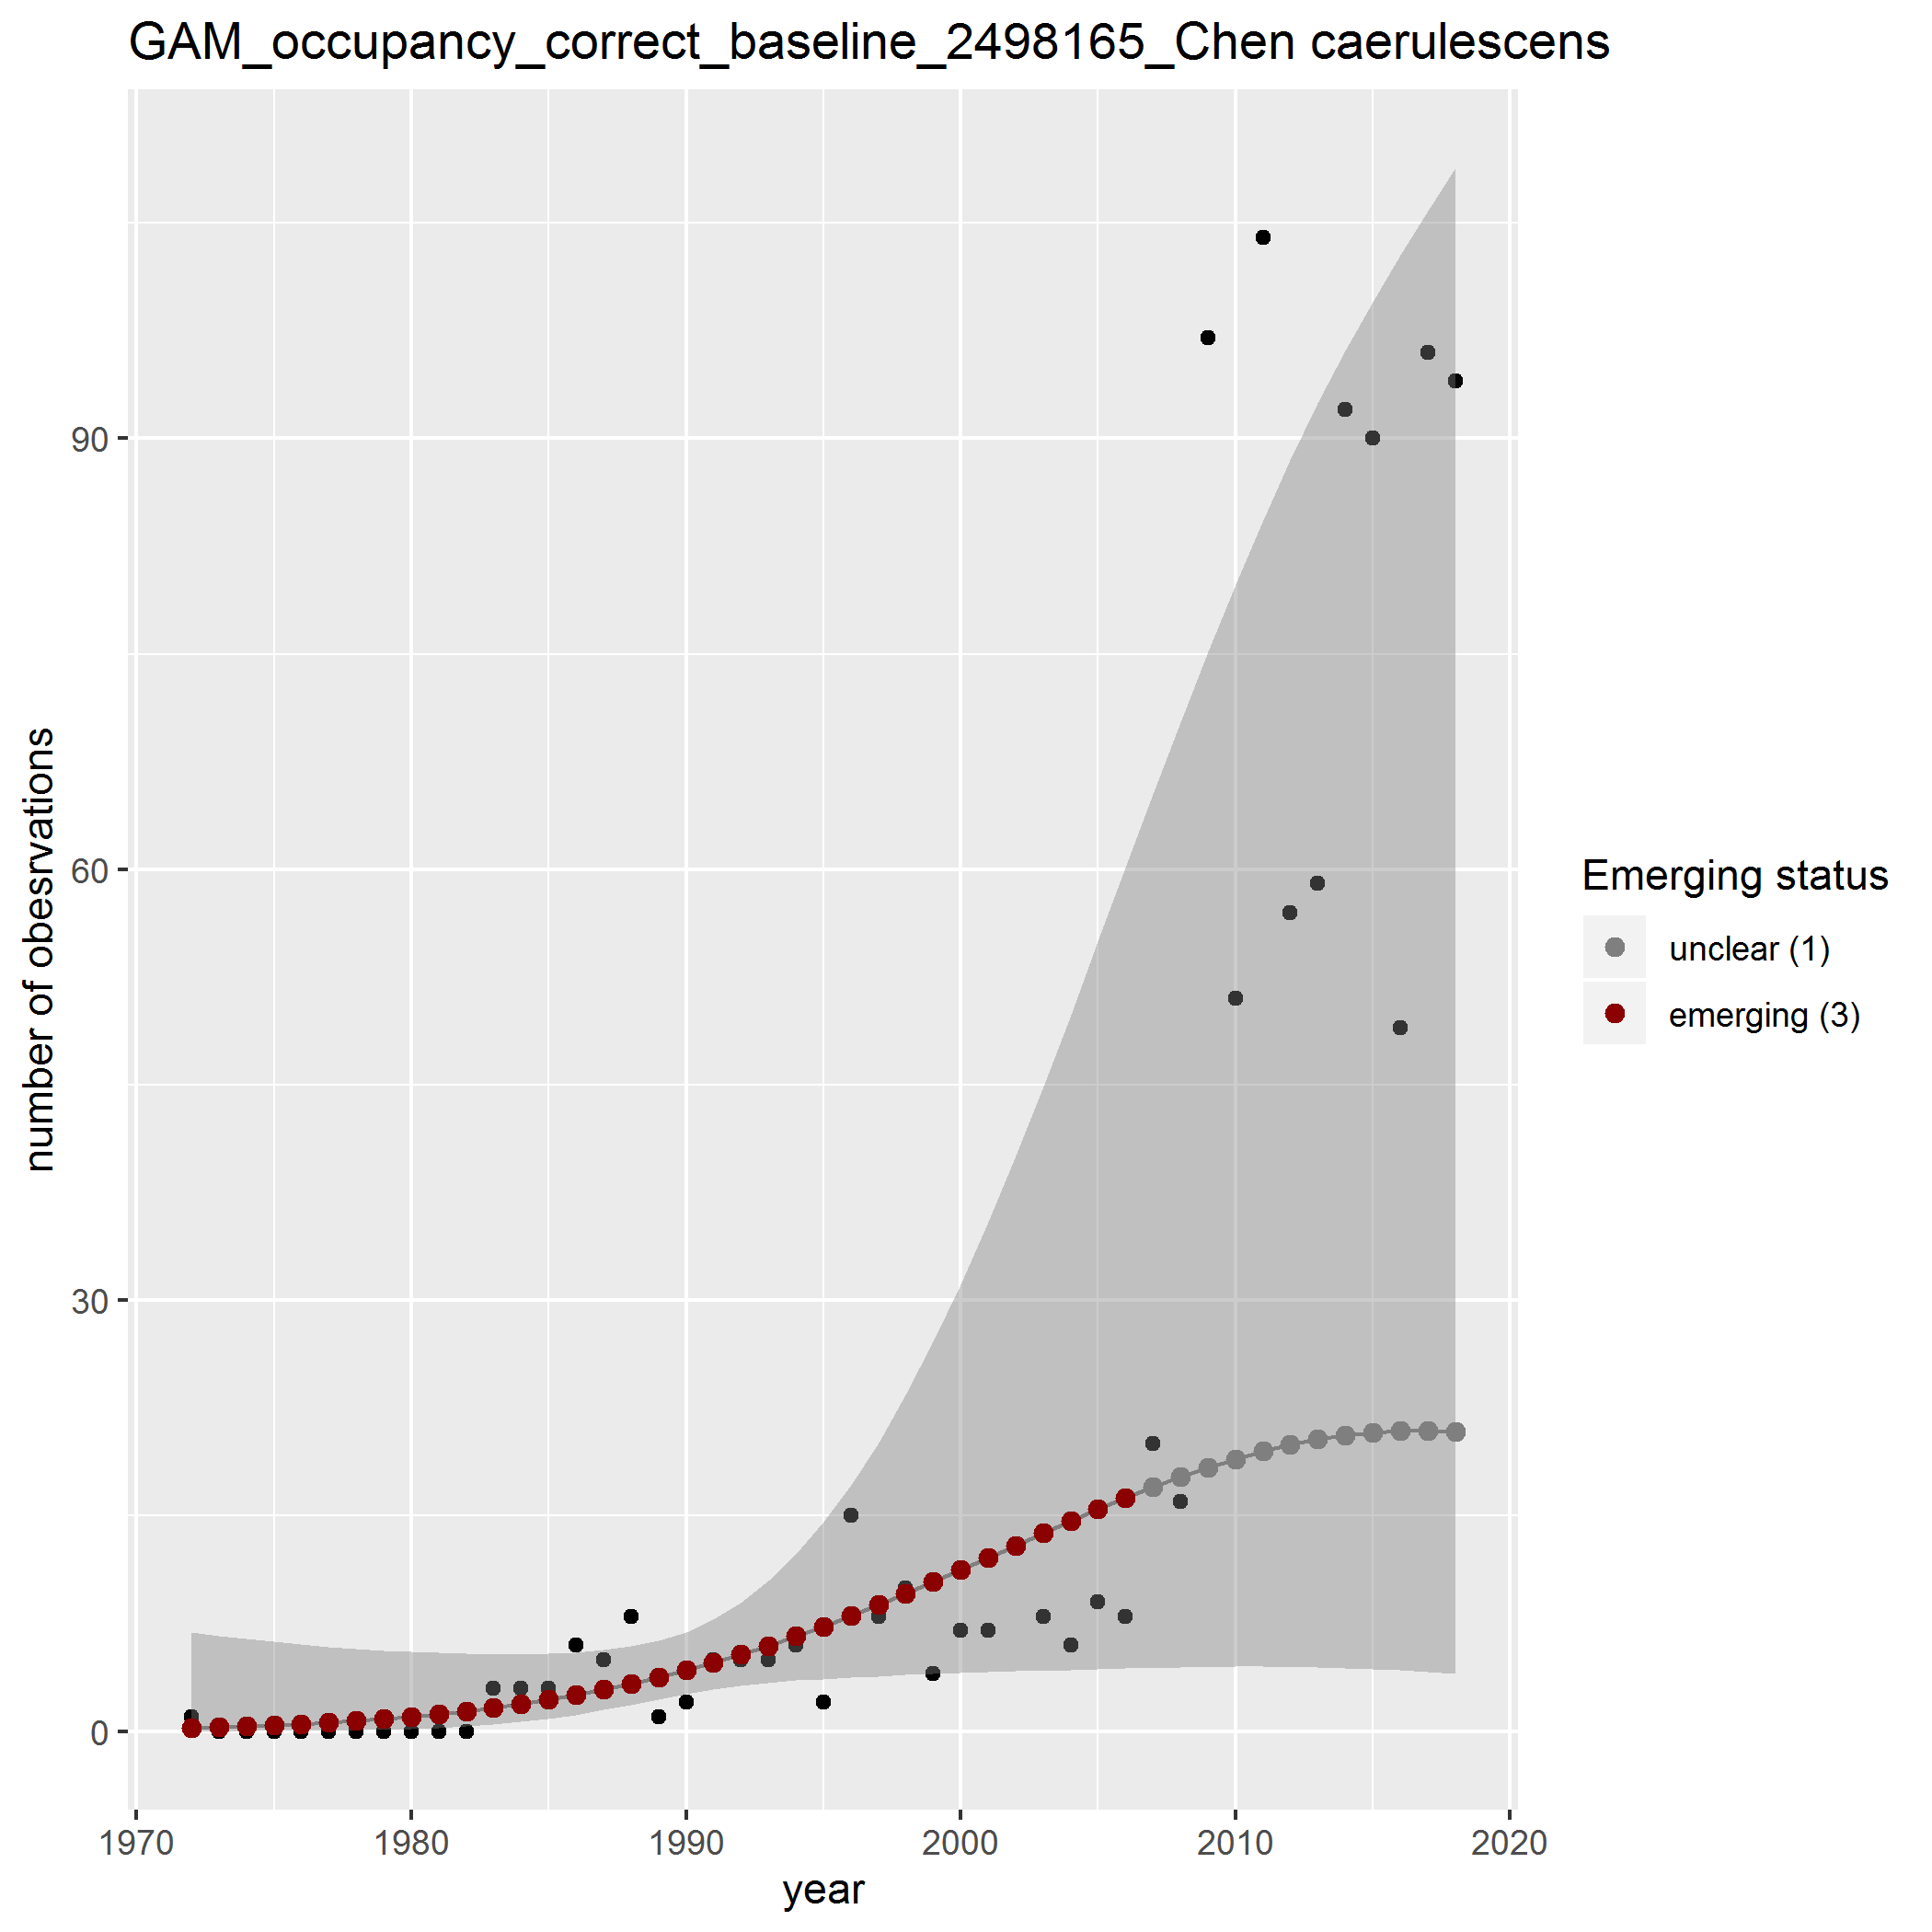 GAM_occupancy_correct_baseline_2498165_Chen caerulescens
number of obesrvations
90
60
30
0
1970 1980 1990 2000 2010 2020
year
Emerging status
unclear (1)
emerging (3)